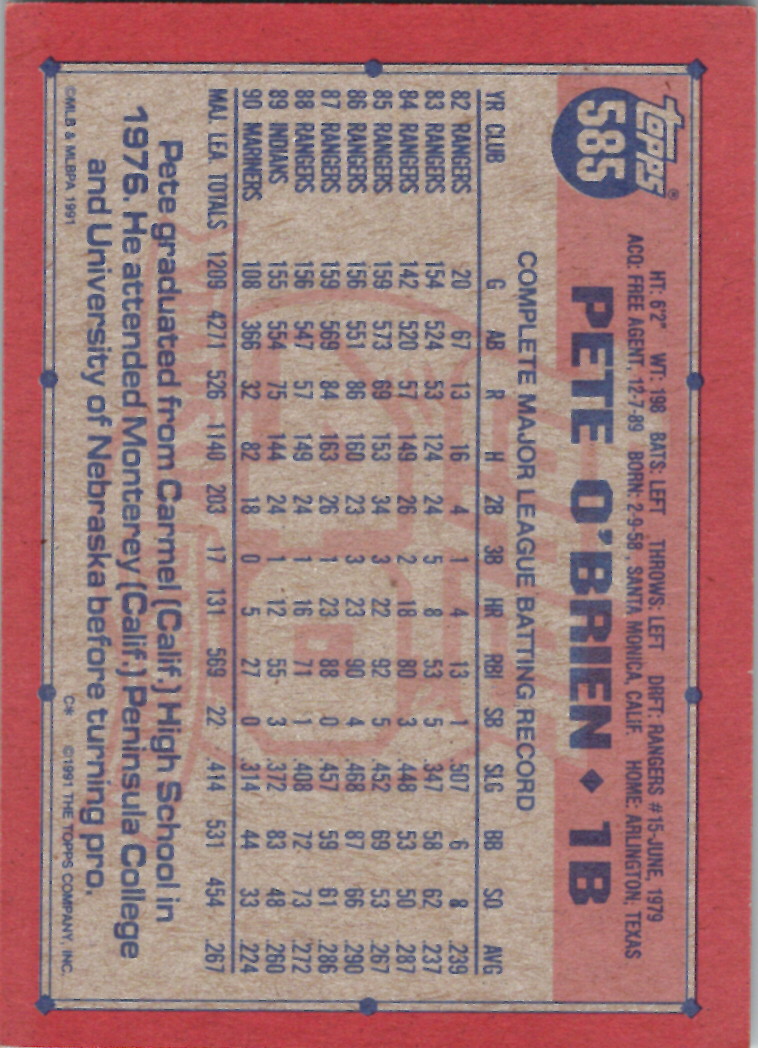 topps®
585
HT: 6'2" WT: 198 BATS: LEFT THROWS: LEFT DRFT: RANGERS #15-JUNE, 1979
ACQ: FREE AGENT, 12-7-89 BORN: 2-9-58, SANTA MONICA, CALIF. HOME: ARLINGTON, TEXAS
PETE O'BRIEN ◆ 1B
COMPLETE MAJOR LEAGUE BATTING RECORD
YR CLUB G AB R H 2B 3B HR RBI SB SLG BB SO AVG
82 RANGERS 20 67 13 16 4 1 4 13 1 .507 6 8 .239
83 RANGERS 154 524 53 124 24 5 8 53 5 .347 58 62 .237
84 RANGERS 142 520 57 149 26 2 18 80 3 .448 53 50 .287
85 RANGERS 159 573 69 153 34 3 22 92 5 .452 69 53 .267
86 RANGERS 156 551 86 160 23 3 23 90 4 .468 87 66 .290
87 RANGERS 159 569 84 163 26 1 23 88 0 .457 59 61 .286
88 RANGERS 156 547 57 149 24 1 16 71 1 .408 72 73 .272
89 INDIANS 155 554 75 144 24 1 12 55 3 .372 83 48 .260
90 MARINERS 108 366 32 82 18 0 5 27 0 .314 44 33 .224
MAJ. LEA. TOTALS 1209 4271 526 1140 203 17 131 569 22 .414 531 454 .267
Pete graduated from Carmel (Calif.) High School in
1976. He attended Monterey (Calif.) Peninsula College
and University of Nebraska before turning pro.
©MLB & MLBPA 1991 C* ©1991 THE TOPPS COMPANY, INC.